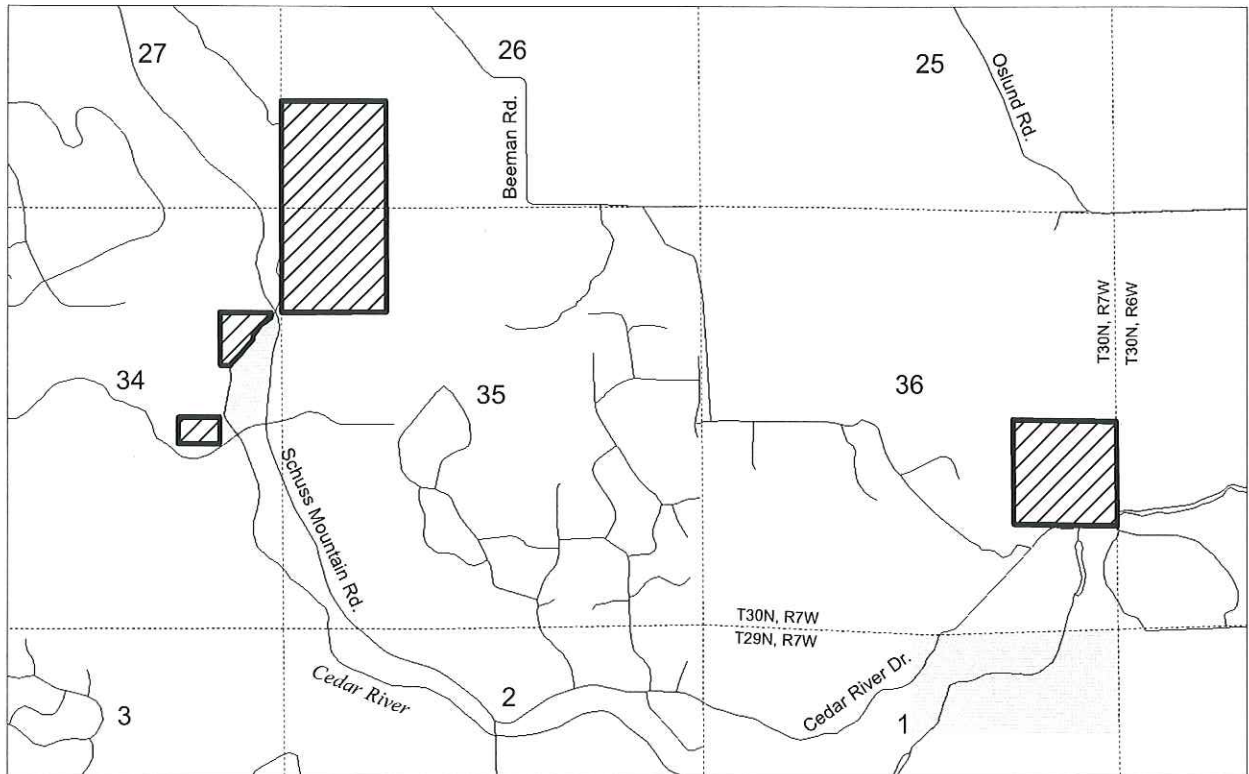 27
26
25
Oslund Rd.
Beeman Rd.
T30N, R7W
T30N, R6W
34
35
36
Schuss Mountain Rd.
T30N, R7W
T29N, R7W
Cedar River
Cedar River Dr.
3
2
1